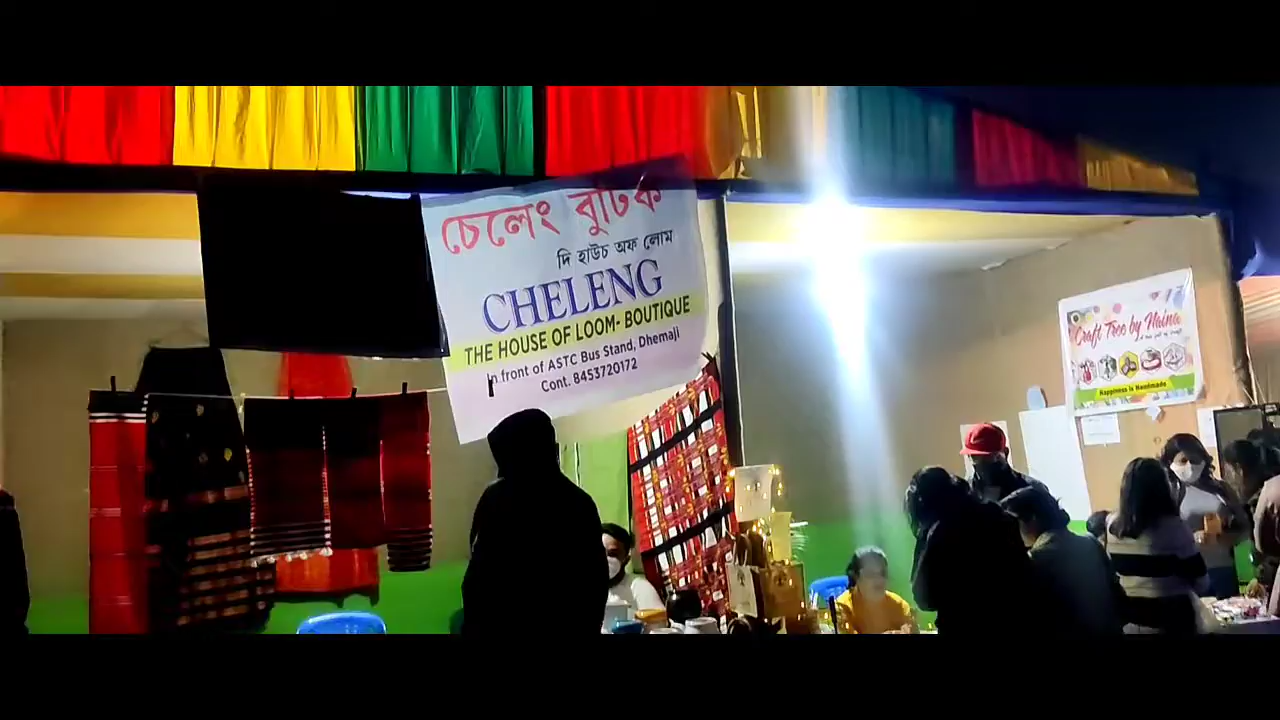 চেলেং বুটিক
দি হাউচ অফ লোম
CHELENG
THE HOUSE OF LOOM- BOUTIQUE
In front of ASTC Bus Stand, Dhemaji
Cont. 8453720172
Craft Tree by Naina
Happiness is Handmade